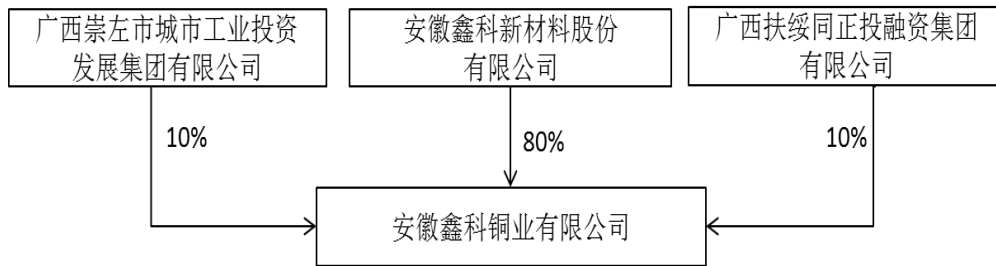 广西崇左市城市工业投资
发展集团有限公司
安徽鑫科新材料股份
有限公司
广西扶绥同正投融资集团
有限公司
10%
80%
10%
安徽鑫科铜业有限公司